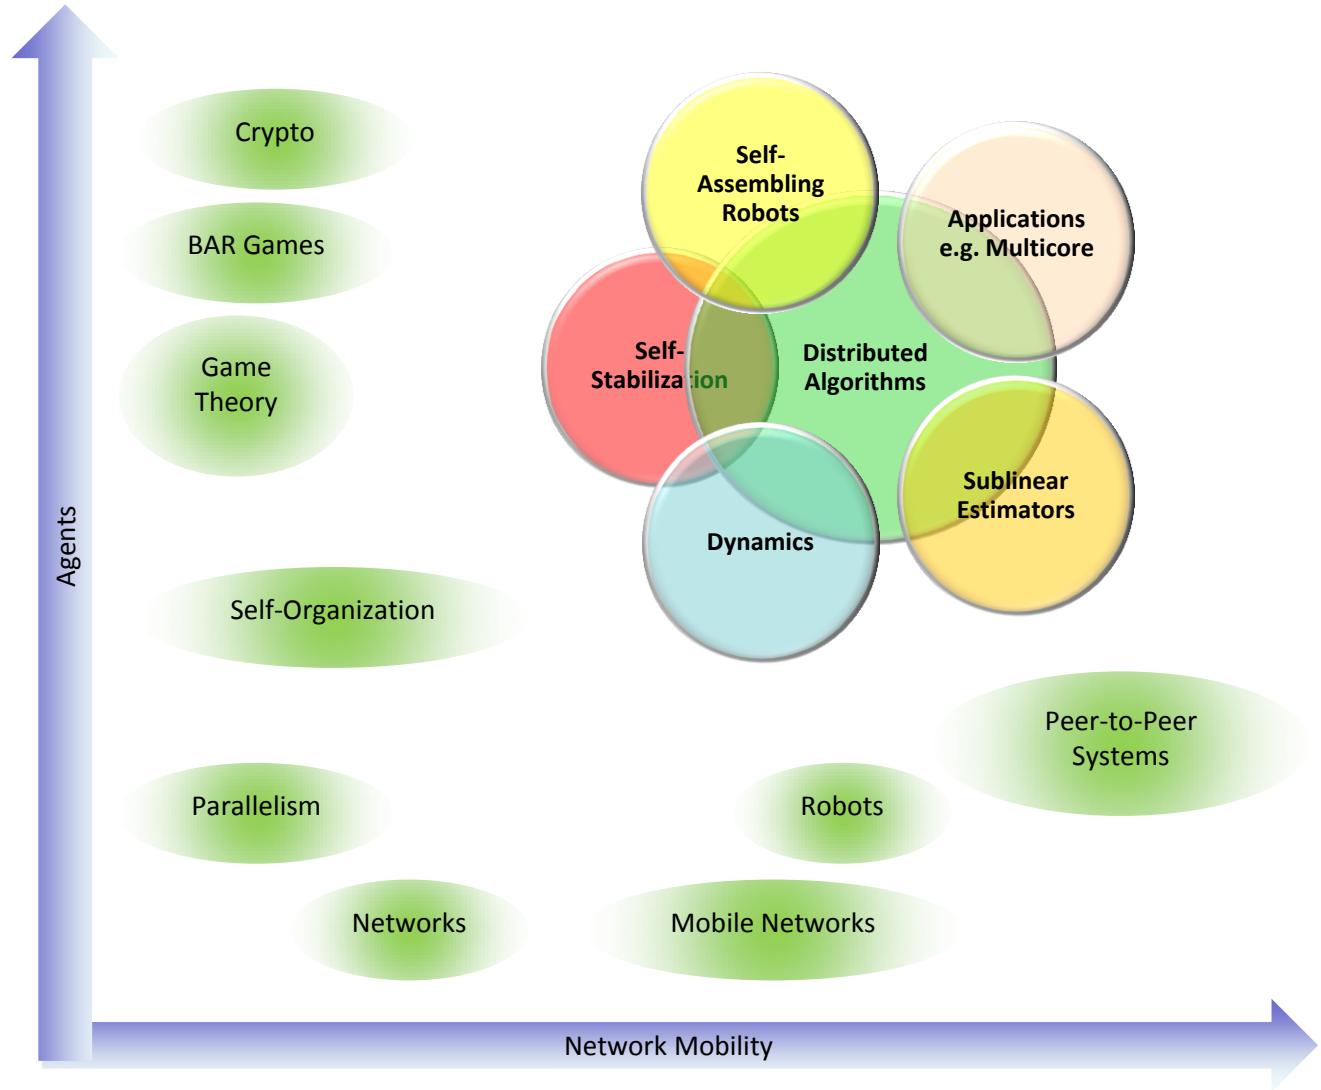 Crypto
BAR Games
Game
Theory
Self-
Assembling
Robots
Applications
e.g. Multicore
Self-
Stabilization
Distributed
Algorithms
Sublinear
Estimators
Dynamics
Agents
Self-Organization
Peer-to-Peer
Systems
Parallelism
Robots
Networks
Mobile Networks
Network Mobility